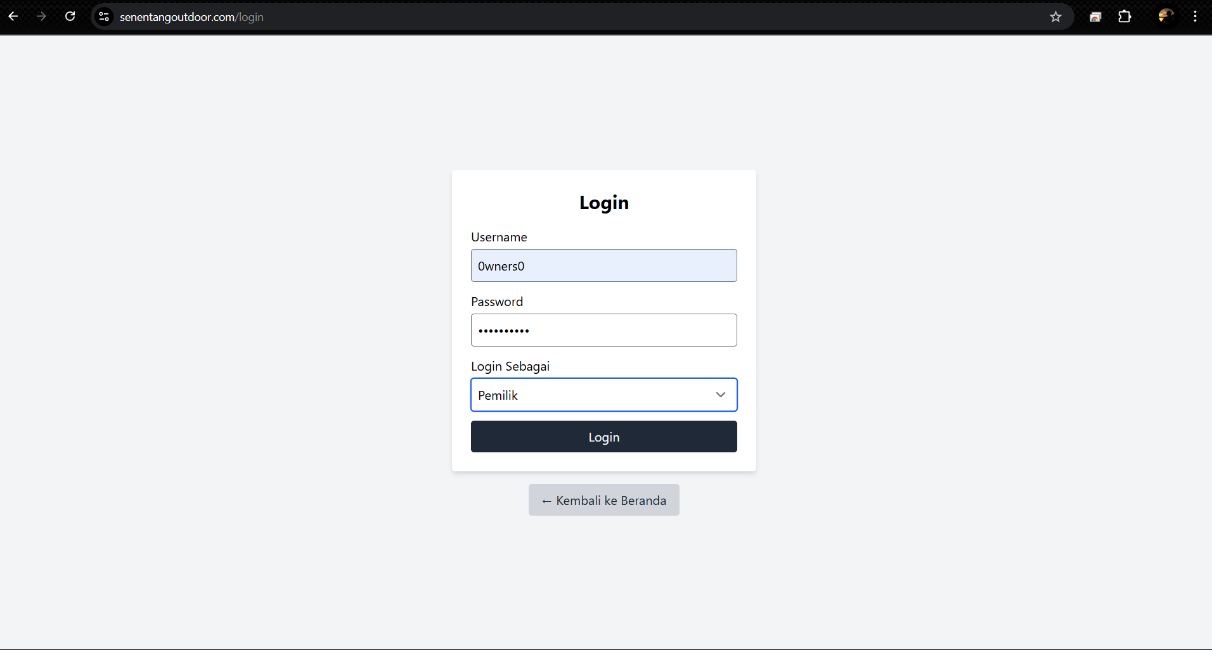 senentangoutdoor.com/login
Login
Username
0wners0
Password
••••••••••
Login Sebagai
Pemilik
Login
← Kembali ke Beranda